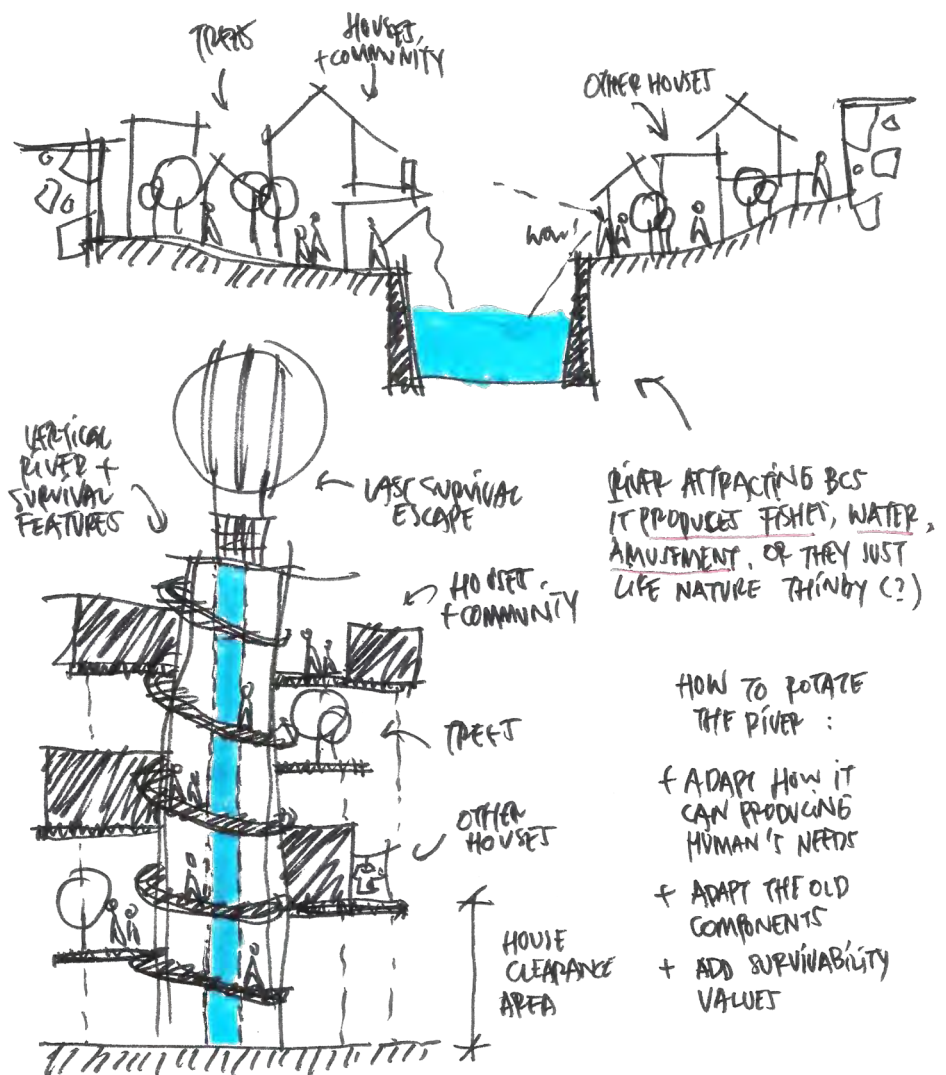 TREES
HOUSES,
+COMMUNITY
OTHER HOUSES
wow!
VERTICAL
RIVER +
SURVIVAL
FEATURES
LAST SURVIVAL
ESCAPE
RIVER ATTRACTING BCS
IT PRODUCES FISHES, WATER,
AMUSEMENT, OR THEY JUST
LIFE NATURE THINGY (?)
HOUSES,
+COMMUNITY
TREES
OTHER
HOUSES
HOUSE
CLEARANCE
AREA
HOW TO ROTATE
THE RIVER :
+ ADAPT HOW IT
CAN PRODUCING
HUMAN'S NEEDS
+ ADAPT THE OLD
COMPONENTS
+ ADD SURVIVABILITY
VALUES